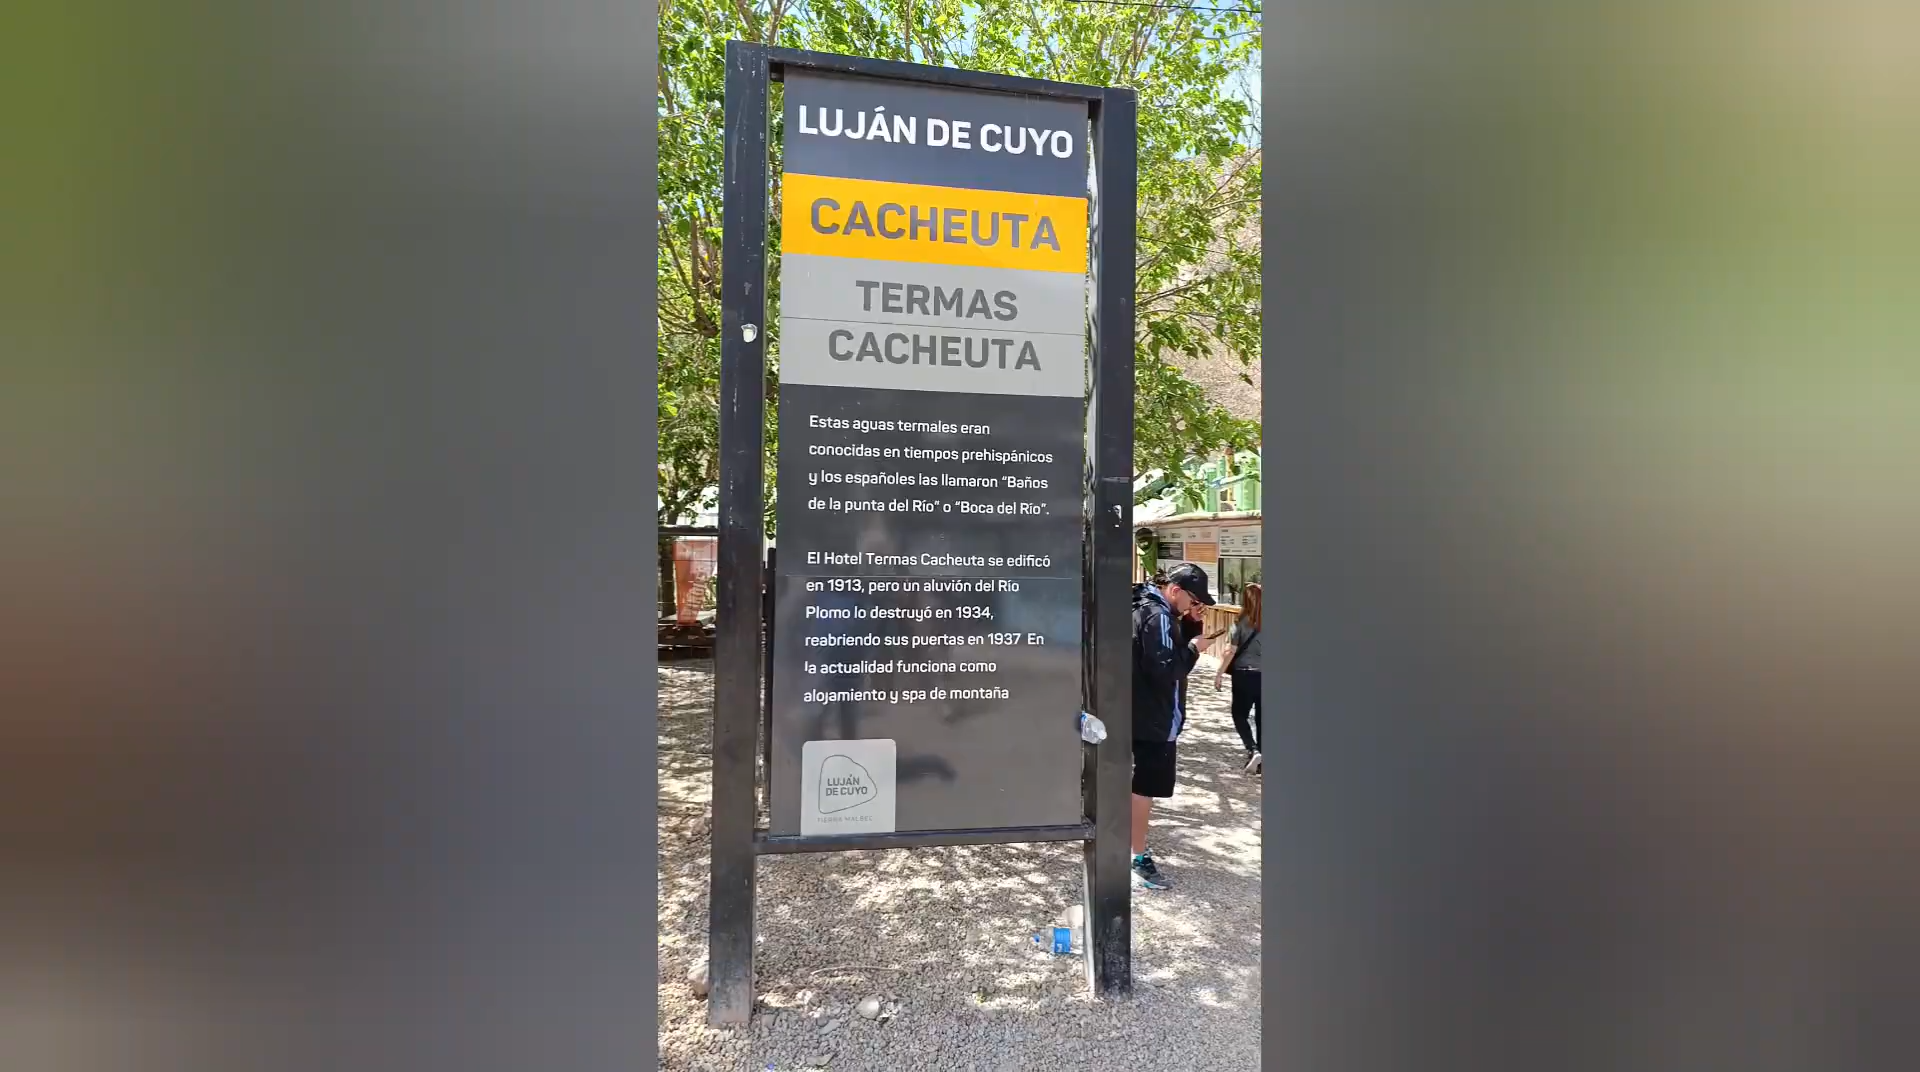 LUJÁN DE CUYO
CACHEUTA
TERMAS
CACHEUTA
Estas aguas termales eran
conocidas en tiempos prehispánicos
y los españoles las llamaron “Baños
de la punta del Río” o “Boca del Río”.
El Hotel Termas Cacheuta se edificó
en 1913, pero un aluvión del Río
Plomo lo destruyó en 1934,
reabriendo sus puertas en 1937 En
la actualidad funciona como
alojamiento y spa de montaña
LUJÁN
DE CUYO
TIERRA MALBEC